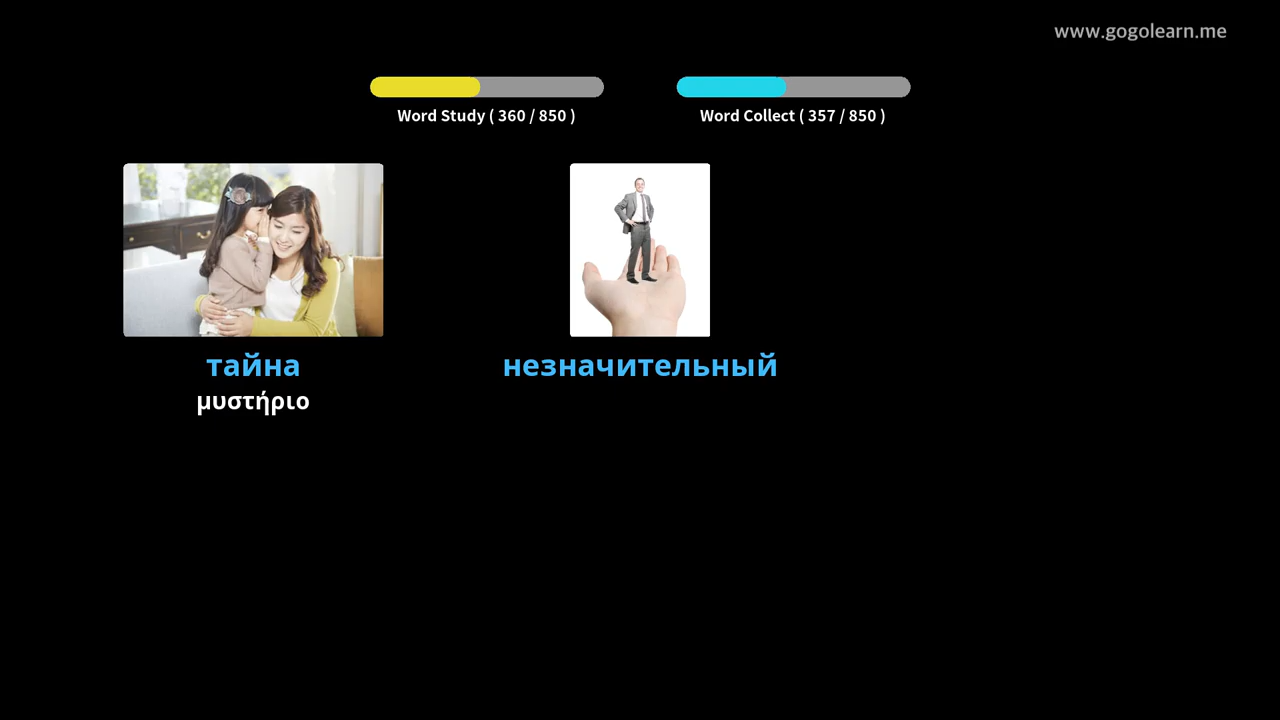 www.gogolearn.me
Word Study ( 360 / 850 )
Word Collect ( 357 / 850 )
тайна
μυστήριο
незначительный